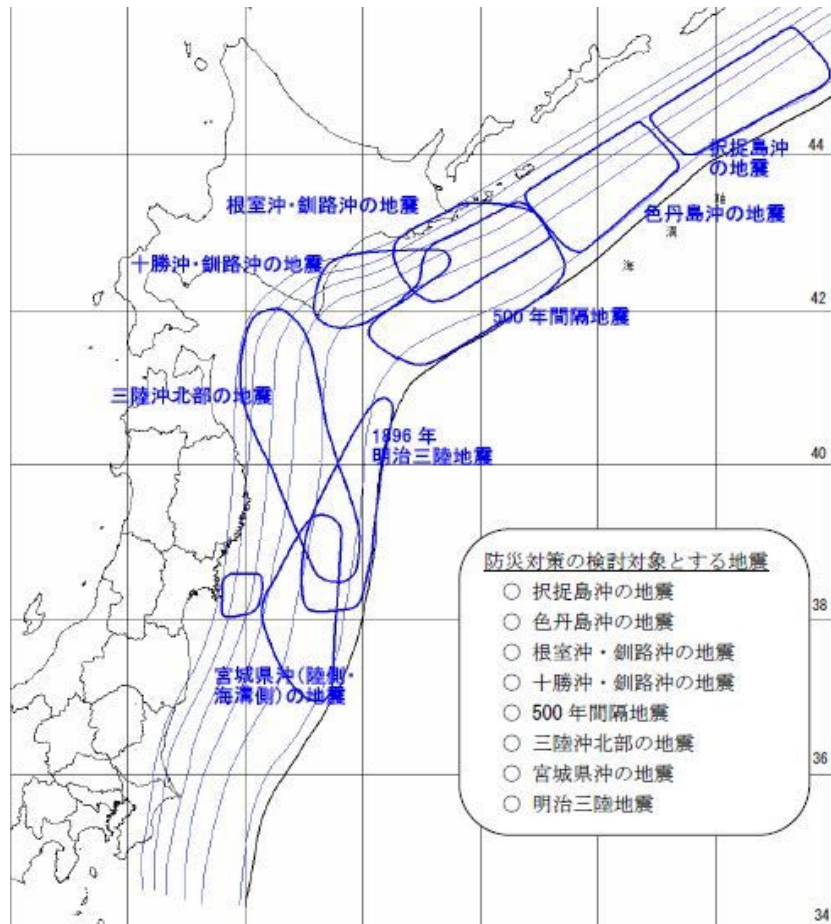 択捉島沖
の地震
44
根室沖・釧路沖の地震
色丹島沖の地震
軸
溝
海
十勝沖・釧路沖の地震
42
500 年間隔地震
三陸沖北部の地震
1896 年
明治三陸地震
40
38
宮城県沖(陸側・
海溝側)の地震
36
34
防災対策の検討対象とする地震
○ 択捉島沖の地震
○ 色丹島沖の地震
○ 根室沖・釧路沖の地震
○ 十勝沖・釧路沖の地震
○ 500 年間隔地震
○ 三陸沖北部の地震
○ 宮城県沖の地震
○ 明治三陸地震